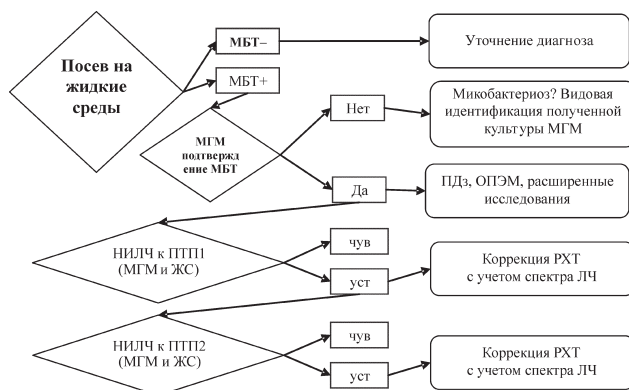 Посев на
жидкие
среды
МБТ–
Уточнение диагноза
МБТ+
МГМ
подтвержд
ение МБТ
Нет
Микобактериоз? Видовая
идентификация полученной
культуры МГМ
Да
ПДз, ОПЭМ, расширенные
исследования
НИЛЧ к ПТП1
(МГМ и ЖС)
чув
уст
Коррекция РХТ
с учетом спектра ЛЧ
НИЛЧ к ПТП2
(МГМ и ЖС)
чув
уст
Коррекция РХТ
с учетом спектра ЛЧ